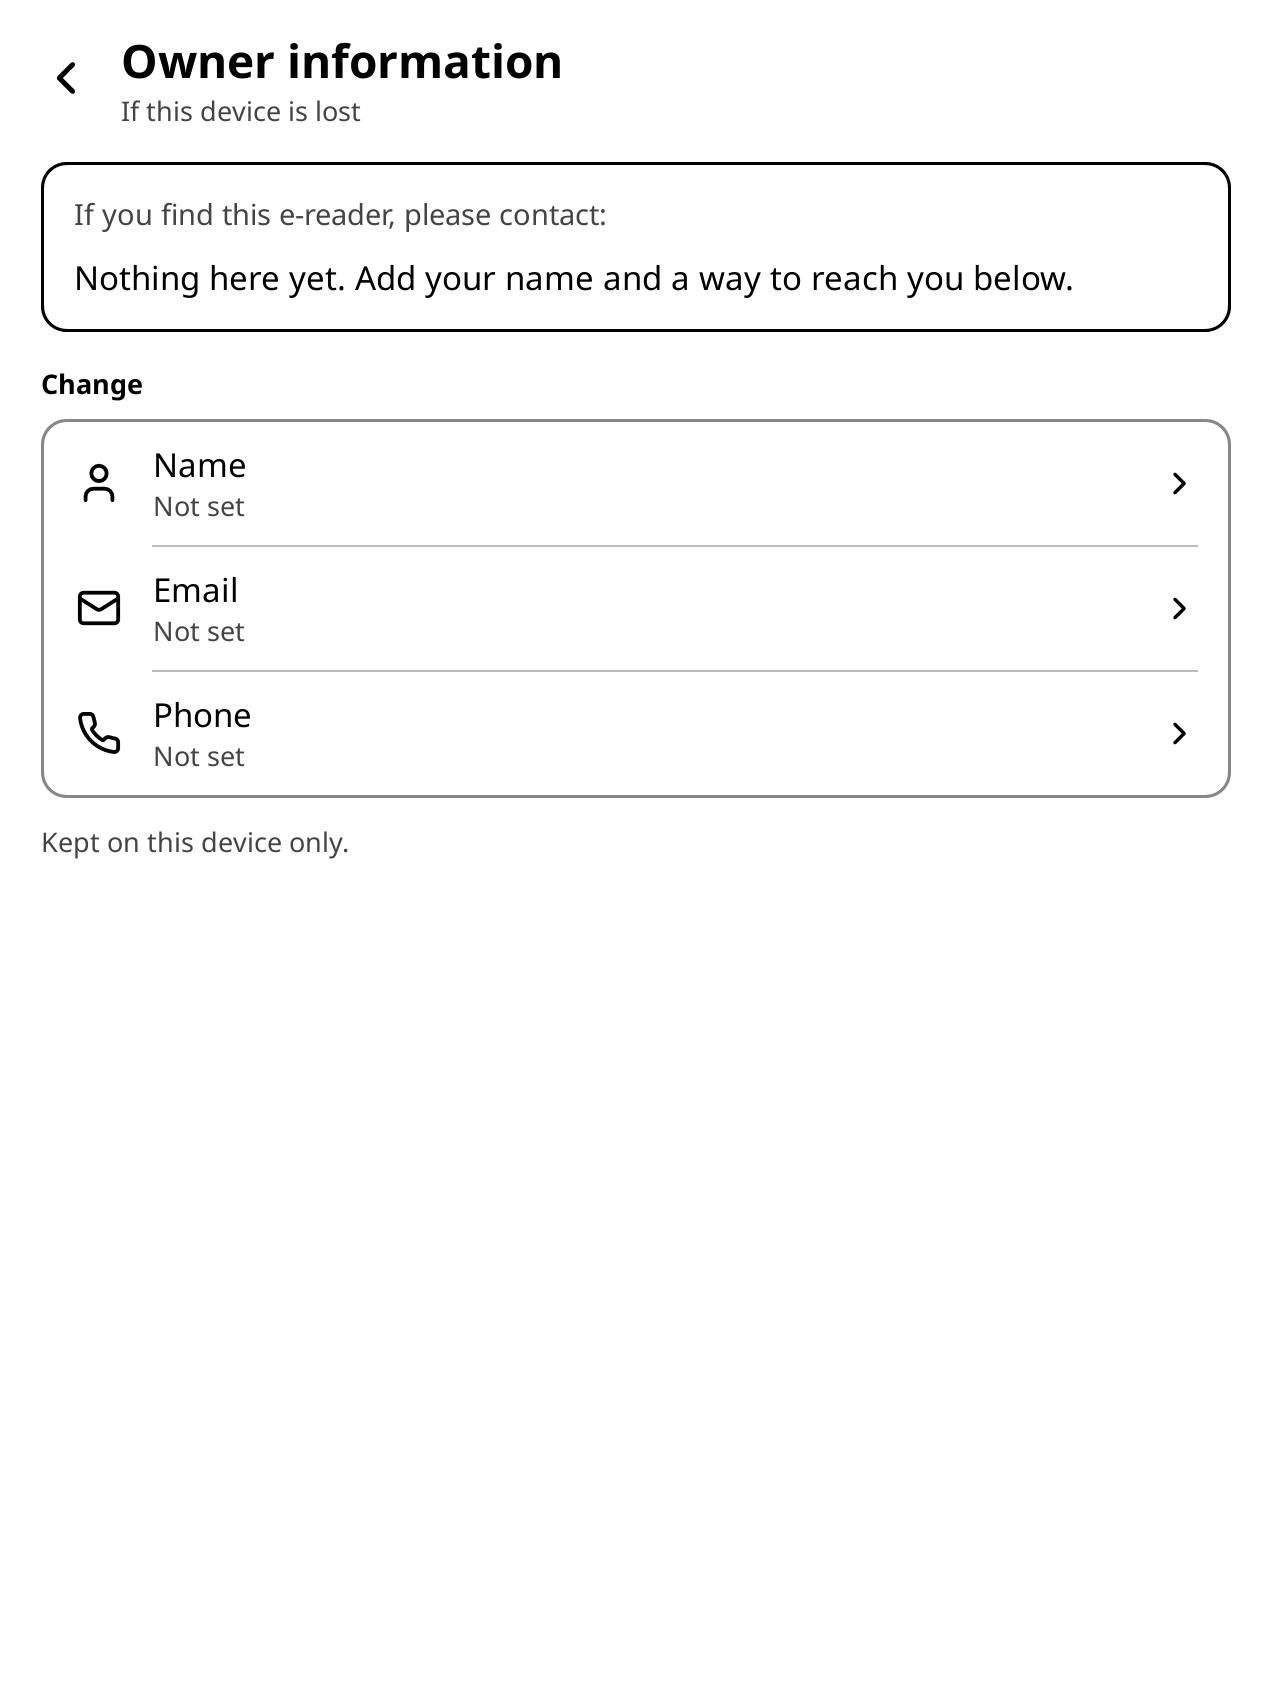 Owner information
If this device is lost
If you find this e-reader, please contact:
Nothing here yet. Add your name and a way to reach you below.
Change
Name
Not set
Email
Not set
Phone
Not set
Kept on this device only.